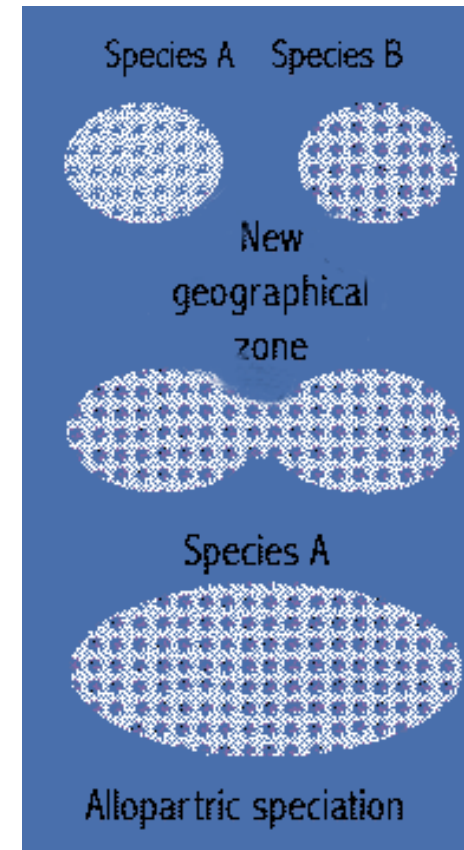 Species A Species B
New
geographical
zone
Species A
Allopartric speciation